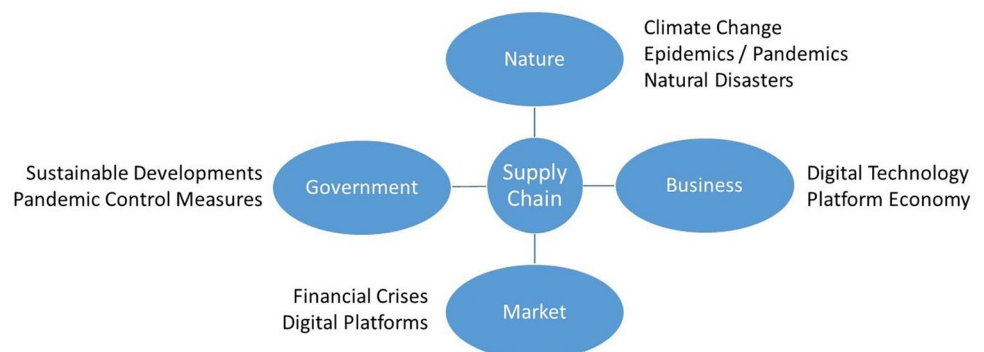 Climate Change
Epidemics / Pandemics
Natural Disasters
Nature
Sustainable Developments
Pandemic Control Measures
Government
Supply
Chain
Business
Digital Technology
Platform Economy
Financial Crises
Digital Platforms
Market